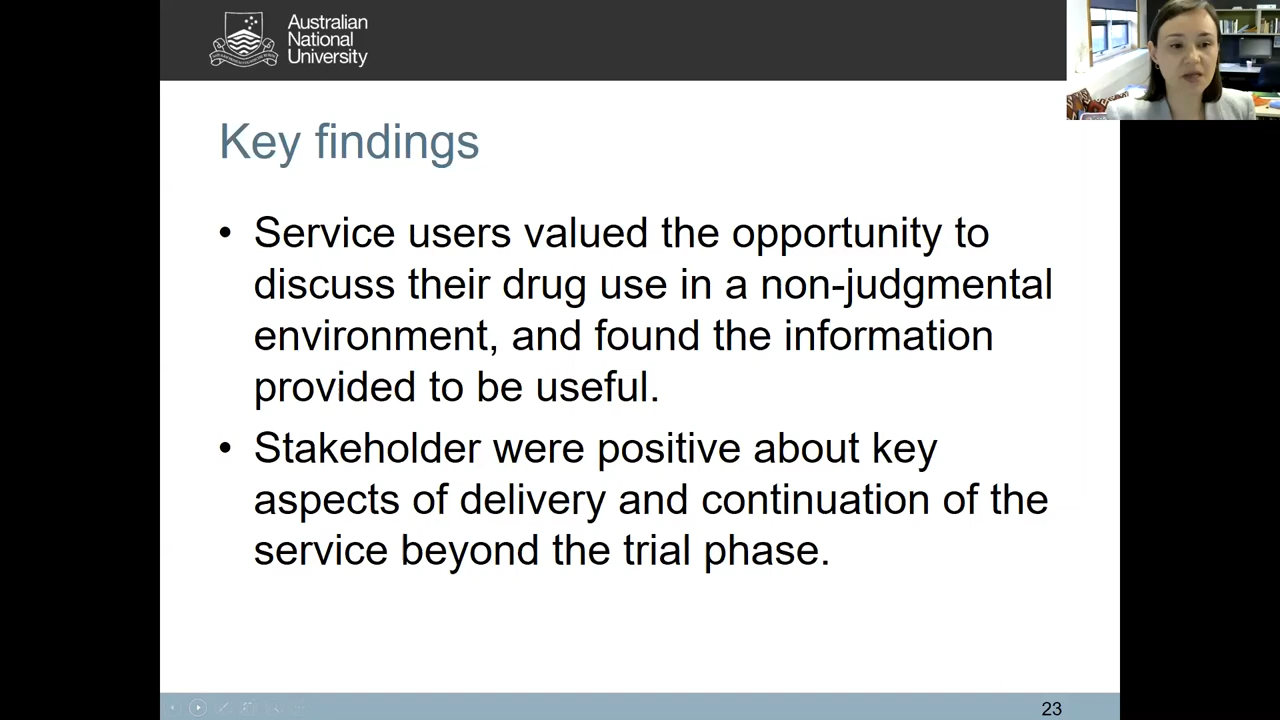 Australian
National
University
Key findings
• Service users valued the opportunity to
discuss their drug use in a non-judgmental
environment, and found the information
provided to be useful.
• Stakeholder were positive about key
aspects of delivery and continuation of the
service beyond the trial phase.
23